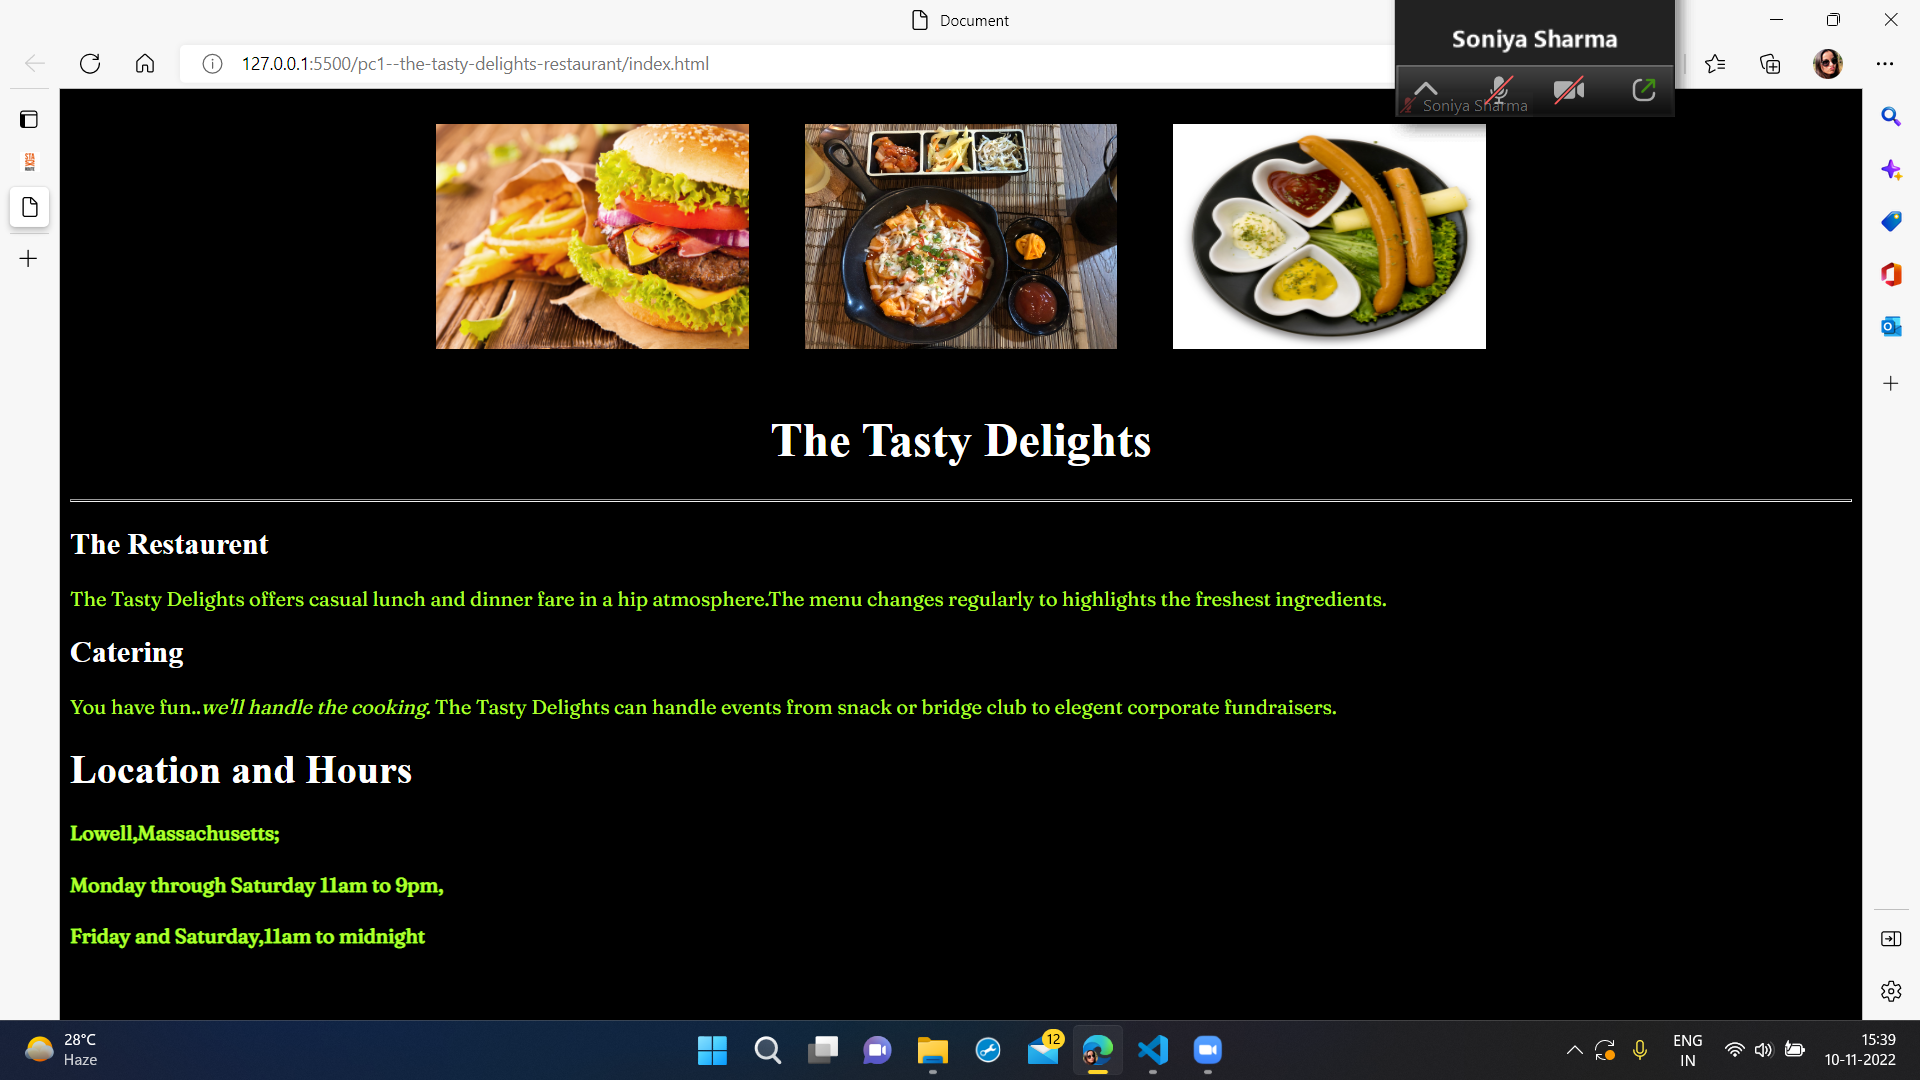 Document
Soniya Sharma
127.0.0.1:5500/pc1--the-tasty-delights-restaurant/index.html
Soniya Sharma
The Tasty Delights
The Restaurent
The Tasty Delights offers casual lunch and dinner fare in a hip atmosphere.The menu changes regularly to highlights the freshest ingredients.
Catering
You have fun..we'll handle the cooking. The Tasty Delights can handle events from snack or bridge club to elegent corporate fundraisers.
Location and Hours
Lowell,Massachusetts;
Monday through Saturday 11am to 9pm,
Friday and Saturday,11am to midnight
28°C
Haze
12
ENG
IN
15:39
10-11-2022